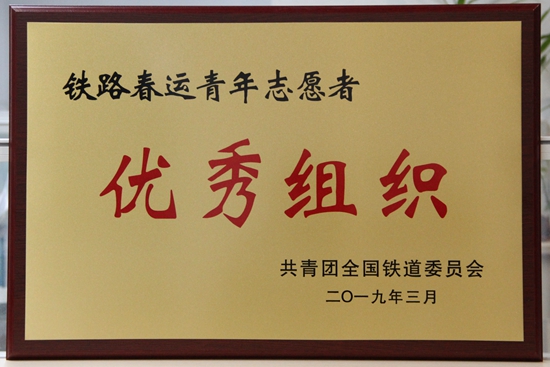 铁路春运青年志愿者
优秀组织
共青团全国铁道委员会
二〇一九年三月